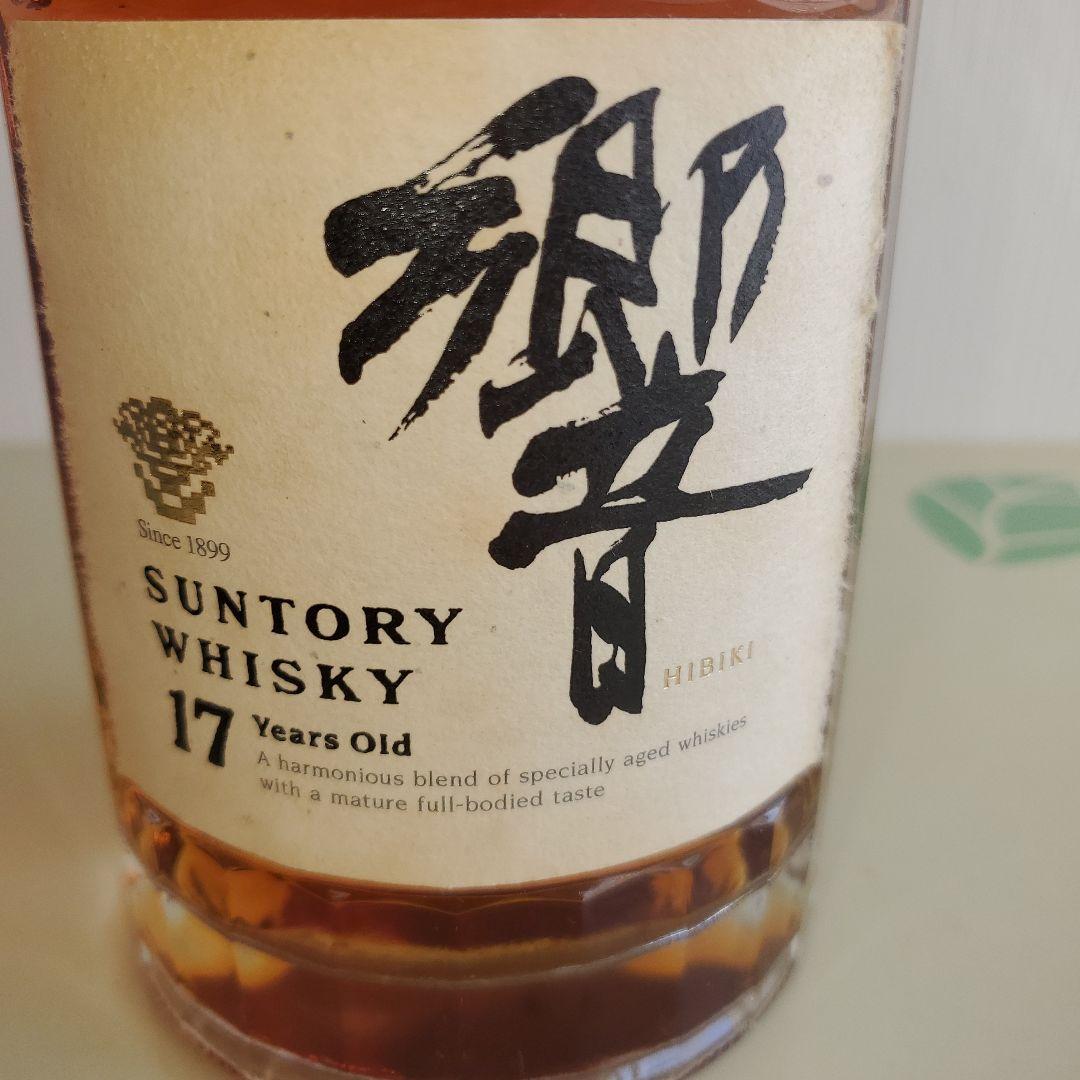 響
HIBIKI
Since 1899
SUNTORY
WHISKY
17 Years Old
A harmonious blend of specially aged whiskies
with a mature full-bodied taste